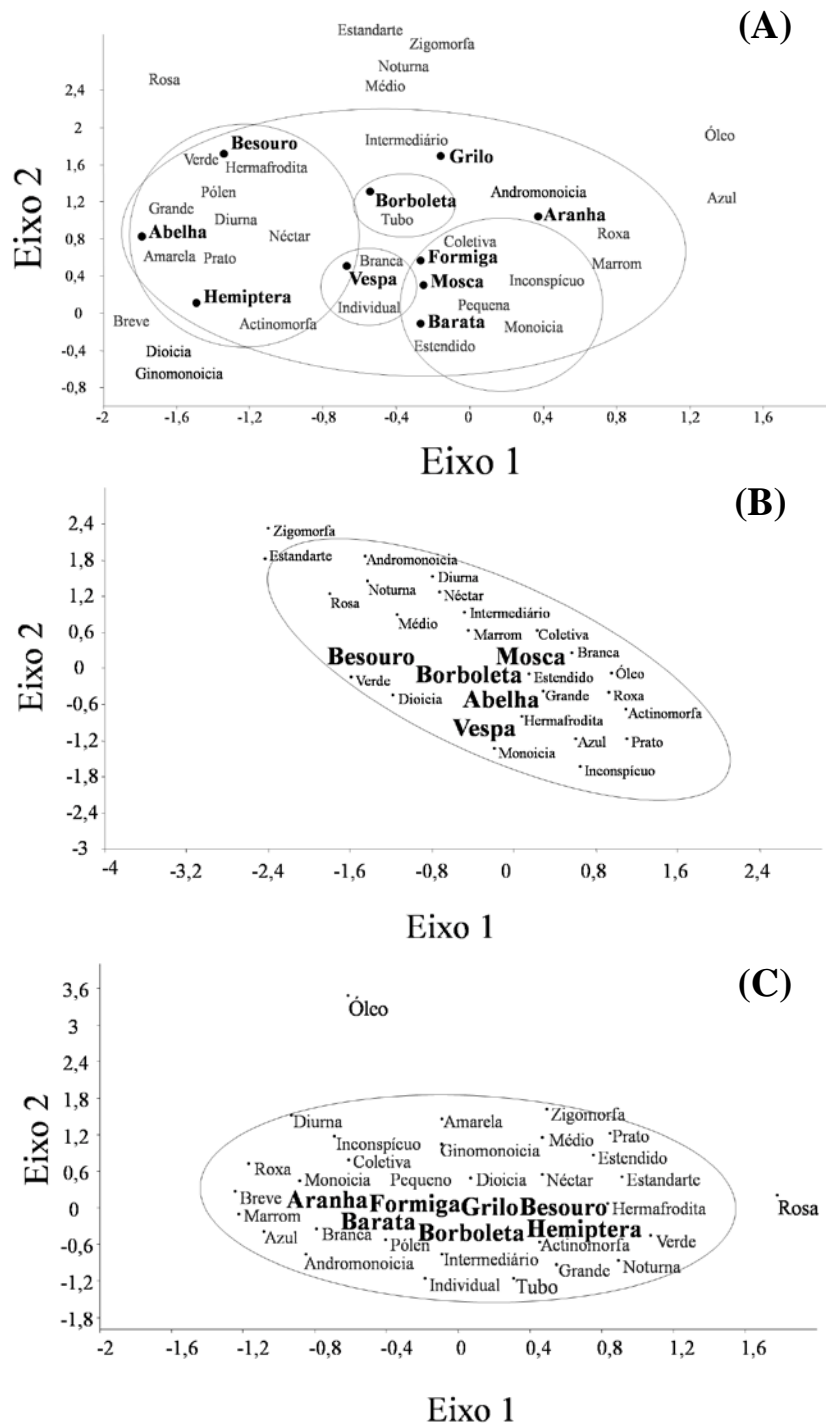 (A)
Estandarte
Zigomorfa
Noturna
Médio
Rosa
2,4
2
Óleo
Besouro
Intermediário
1,6
Verde
Hermafrodita
Grilo
Borboleta
Andromonoicia
1,2
Pólen
Azul
Grande
Tubo
Aranha
Diurna
Roxa
0,8
Abelha
Néctar
Coletiva
Amarela
Prato
Branca
Formiga
Marrom
0,4
Vespa
Mosca
Inconspícuo
Hemiptera
Individual
Pequena
0
Breve
Actinomorfa
Barata
Monoicia
-0,4
Dioicia
Estendido
Ginomonoicia
-0,8
-2 -1,6 -1,2 -0,8 -0,4 0 0,4 0,8 1,2 1,6
Eixo 2
Eixo 1
(B)
2,4
Zigomorfa
1,8
Estandarte
Andromonoicia
Diurna
Noturna
1,2
Rosa
Néctar
Médio
Intermediário
0,6
Marrom
Coletiva
Besouro
Mosca
Branca
0
Verde
Borboleta
Estendido
Óleo
-0,6
Dioicia
Abelha
Grande
Roxa
Vespa
Hermafrodita
Actinomorfa
-1,2
Monoicia
Azul
Prato
-1,8
Inconspícuo
-2,4
-3
-4 -3,2 -2,4 -1,6 -0,8 0 0,8 1,6 2,4
Eixo 2
Eixo 1
(C)
3,6
Óleo
3
2,4
1,8
Diurna
Amarela
Zigomorfa
1,2
Inconspícuo
Ginomonoicia
Médio
Prato
Coletiva
Estendido
0,6
Roxa
Monoicia
Pequeno
Dioicia
Néctar
Estandarte
Breve
Aranha
Formiga
Grilo
Besouro
Hermafrodita
Rosa
0
Marrom
Barata
Borboleta
Hemiptera
Azul
Branca
Pólen
Actinomorfa
Verde
-0,6
Andromonoicia
Intermediário
Grande
Noturna
-1,2
Individual
Tubo
-1,8
-2 -1,6 -1,2 -0,8 -0,4 0 0,4 0,8 1,2 1,6
Eixo 2
Eixo 1